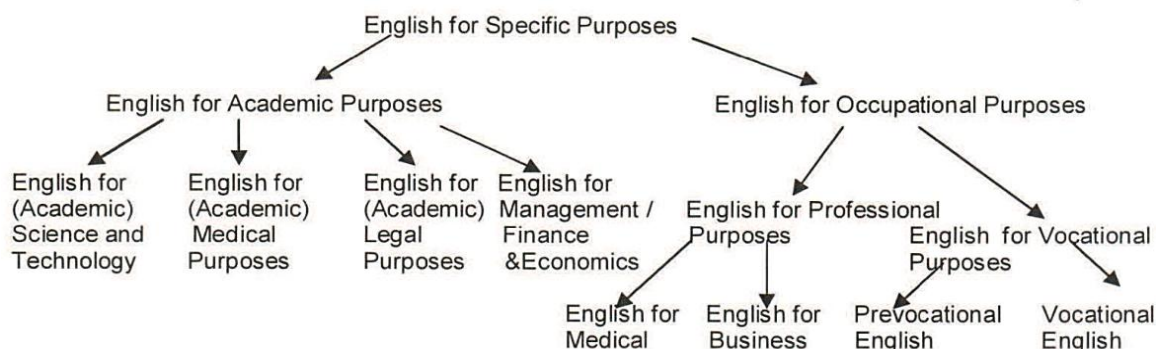 English for Specific Purposes
English for Academic Purposes
English for Occupational Purposes
English for
(Academic)
Science and
Technology
English for
(Academic)
Medical
Purposes
English for
(Academic)
Legal
Purposes
English for
Management /
Finance
&Economics
English for Professional
Purposes
English for Vocational
Purposes
English for
Medical
English for
Business
Prevocational
English
Vocational
English